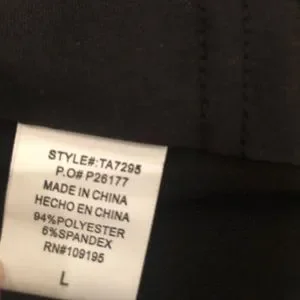 STYLE#:TA7295
P.O# P26177
MADE IN CHINA
HECHO EN CHINA
94%POLYESTER
6%SPANDEX
RN#109195
L